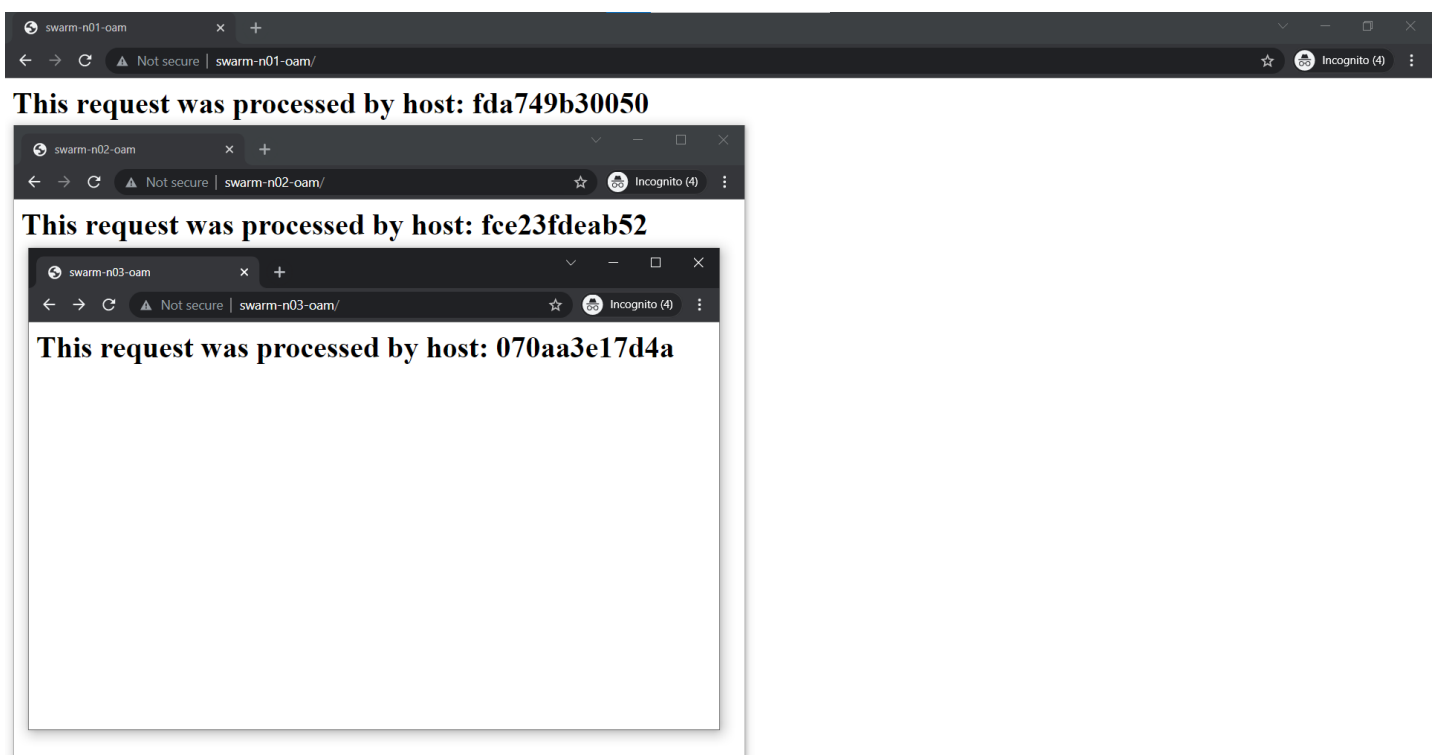 swarm-n01-oam
Not secure | swarm-n01-oam/ Incognito (4)
This request was processed by host: fda749b30050
swarm-n02-oam
Not secure | swarm-n02-oam/ Incognito (4)
This request was processed by host: fce23fdeab52
swarm-n03-oam
Not secure | swarm-n03-oam/ Incognito (4)
This request was processed by host: 070aa3e17d4a